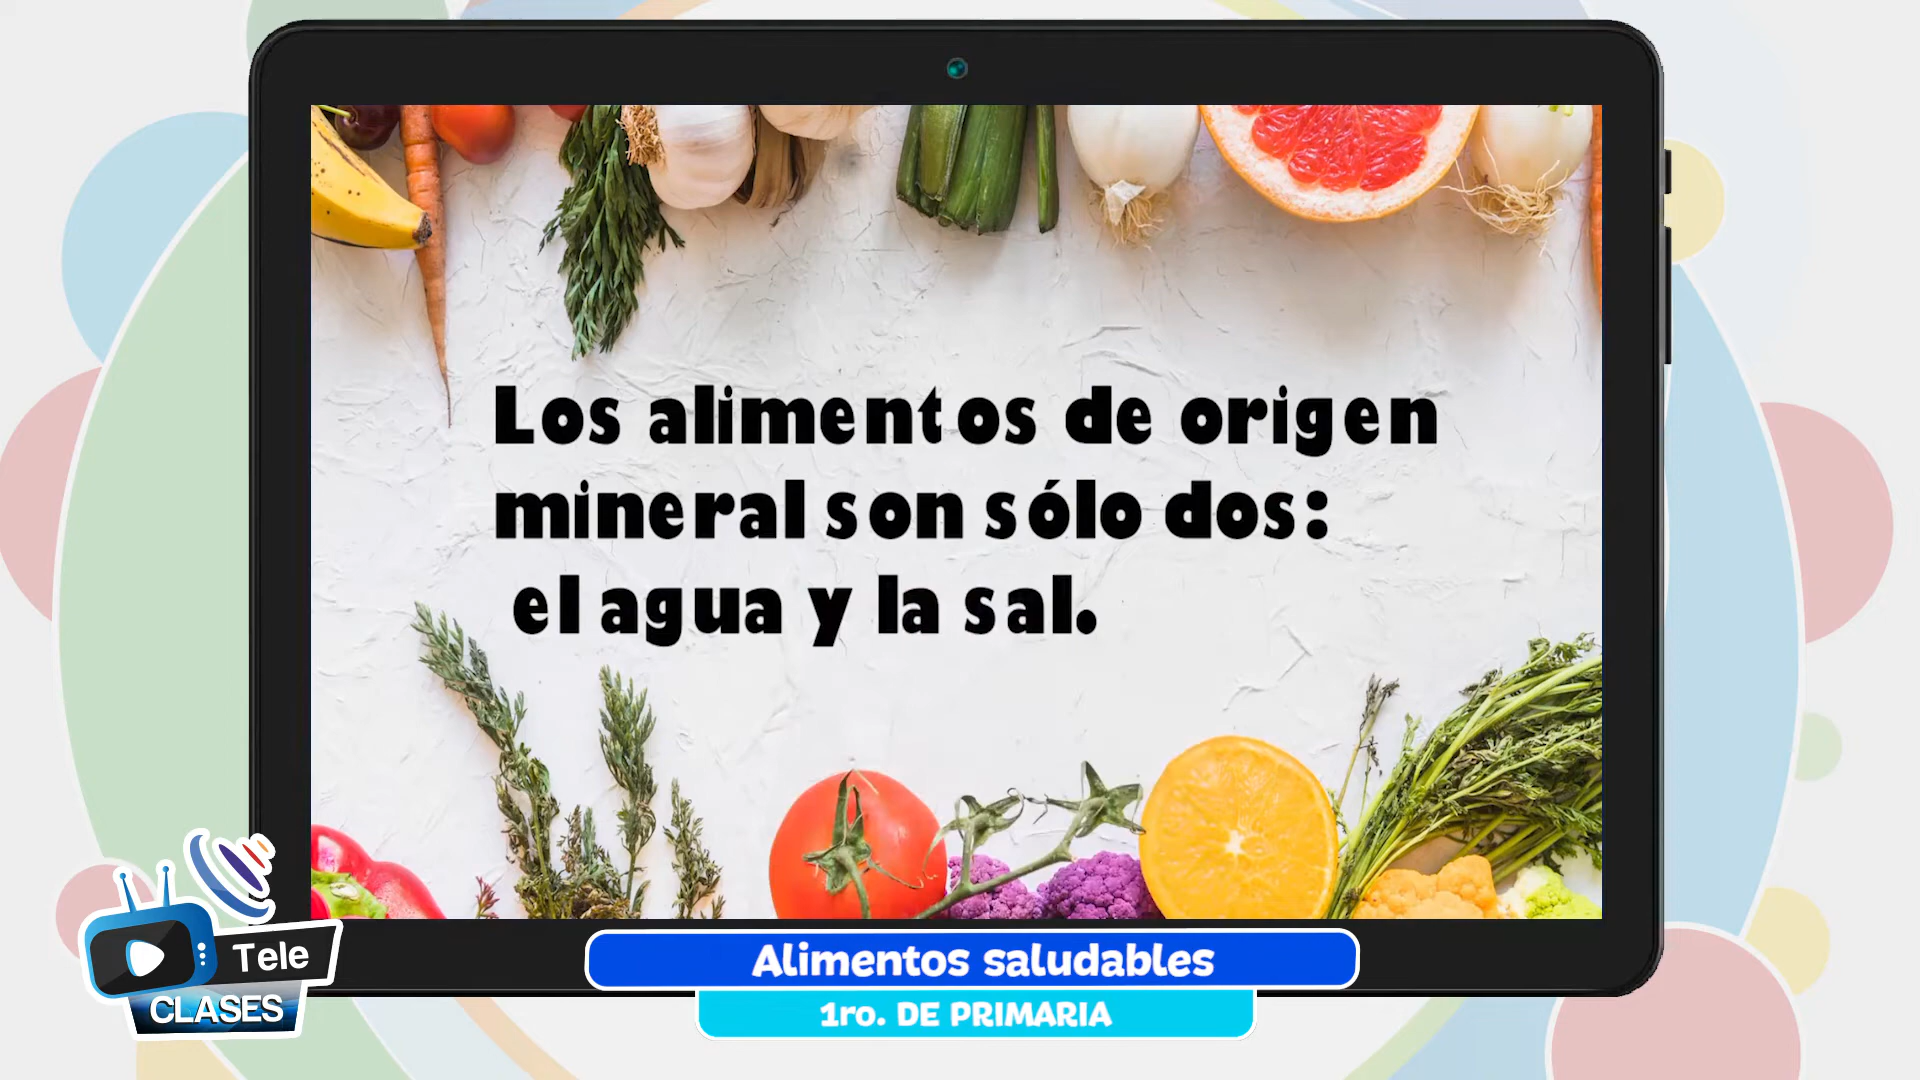 Los alimentos de origen
mineral son sólo dos:
el agua y la sal.
Tele
CLASES
Alimentos saludables
1ro. DE PRIMARIA